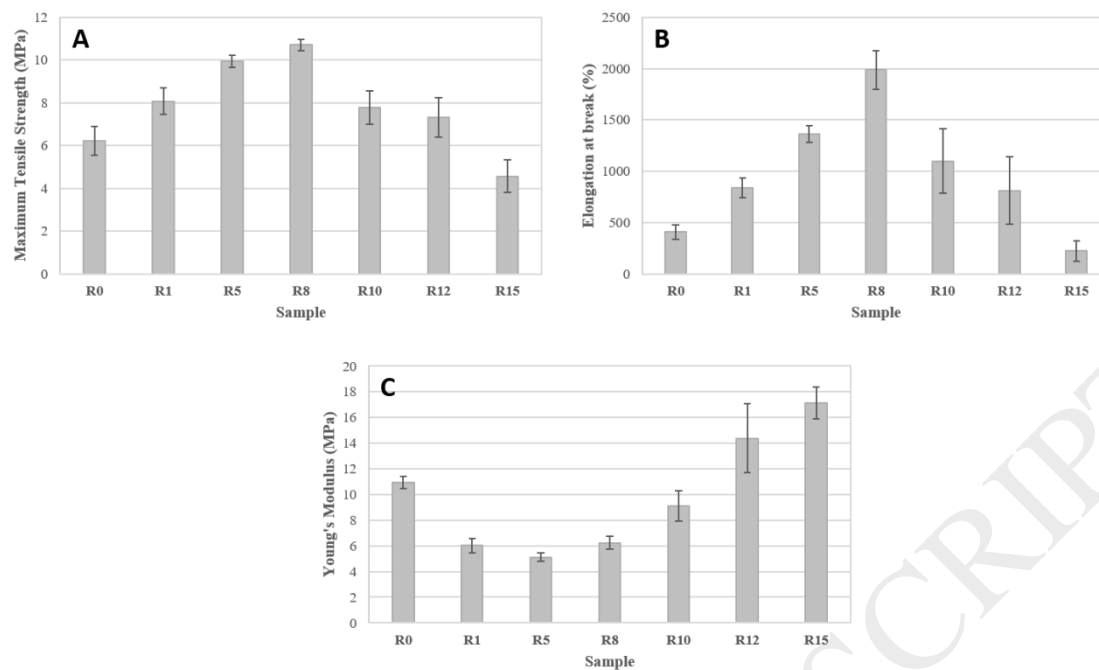 A
Maximum Tensile Strength (MPa)
12
10
8
6
4
2
0
R0 R1 R5 R8 R10 R12 R15
Sample
B
Elongation at break (%)
2500
2000
1500
1000
500
0
R0 R1 R5 R8 R10 R12 R15
Sample
C
Young's Modulus (MPa)
20
18
16
14
12
10
8
6
4
2
0
R0 R1 R5 R8 R10 R12 R15
Sample
SCRIPT